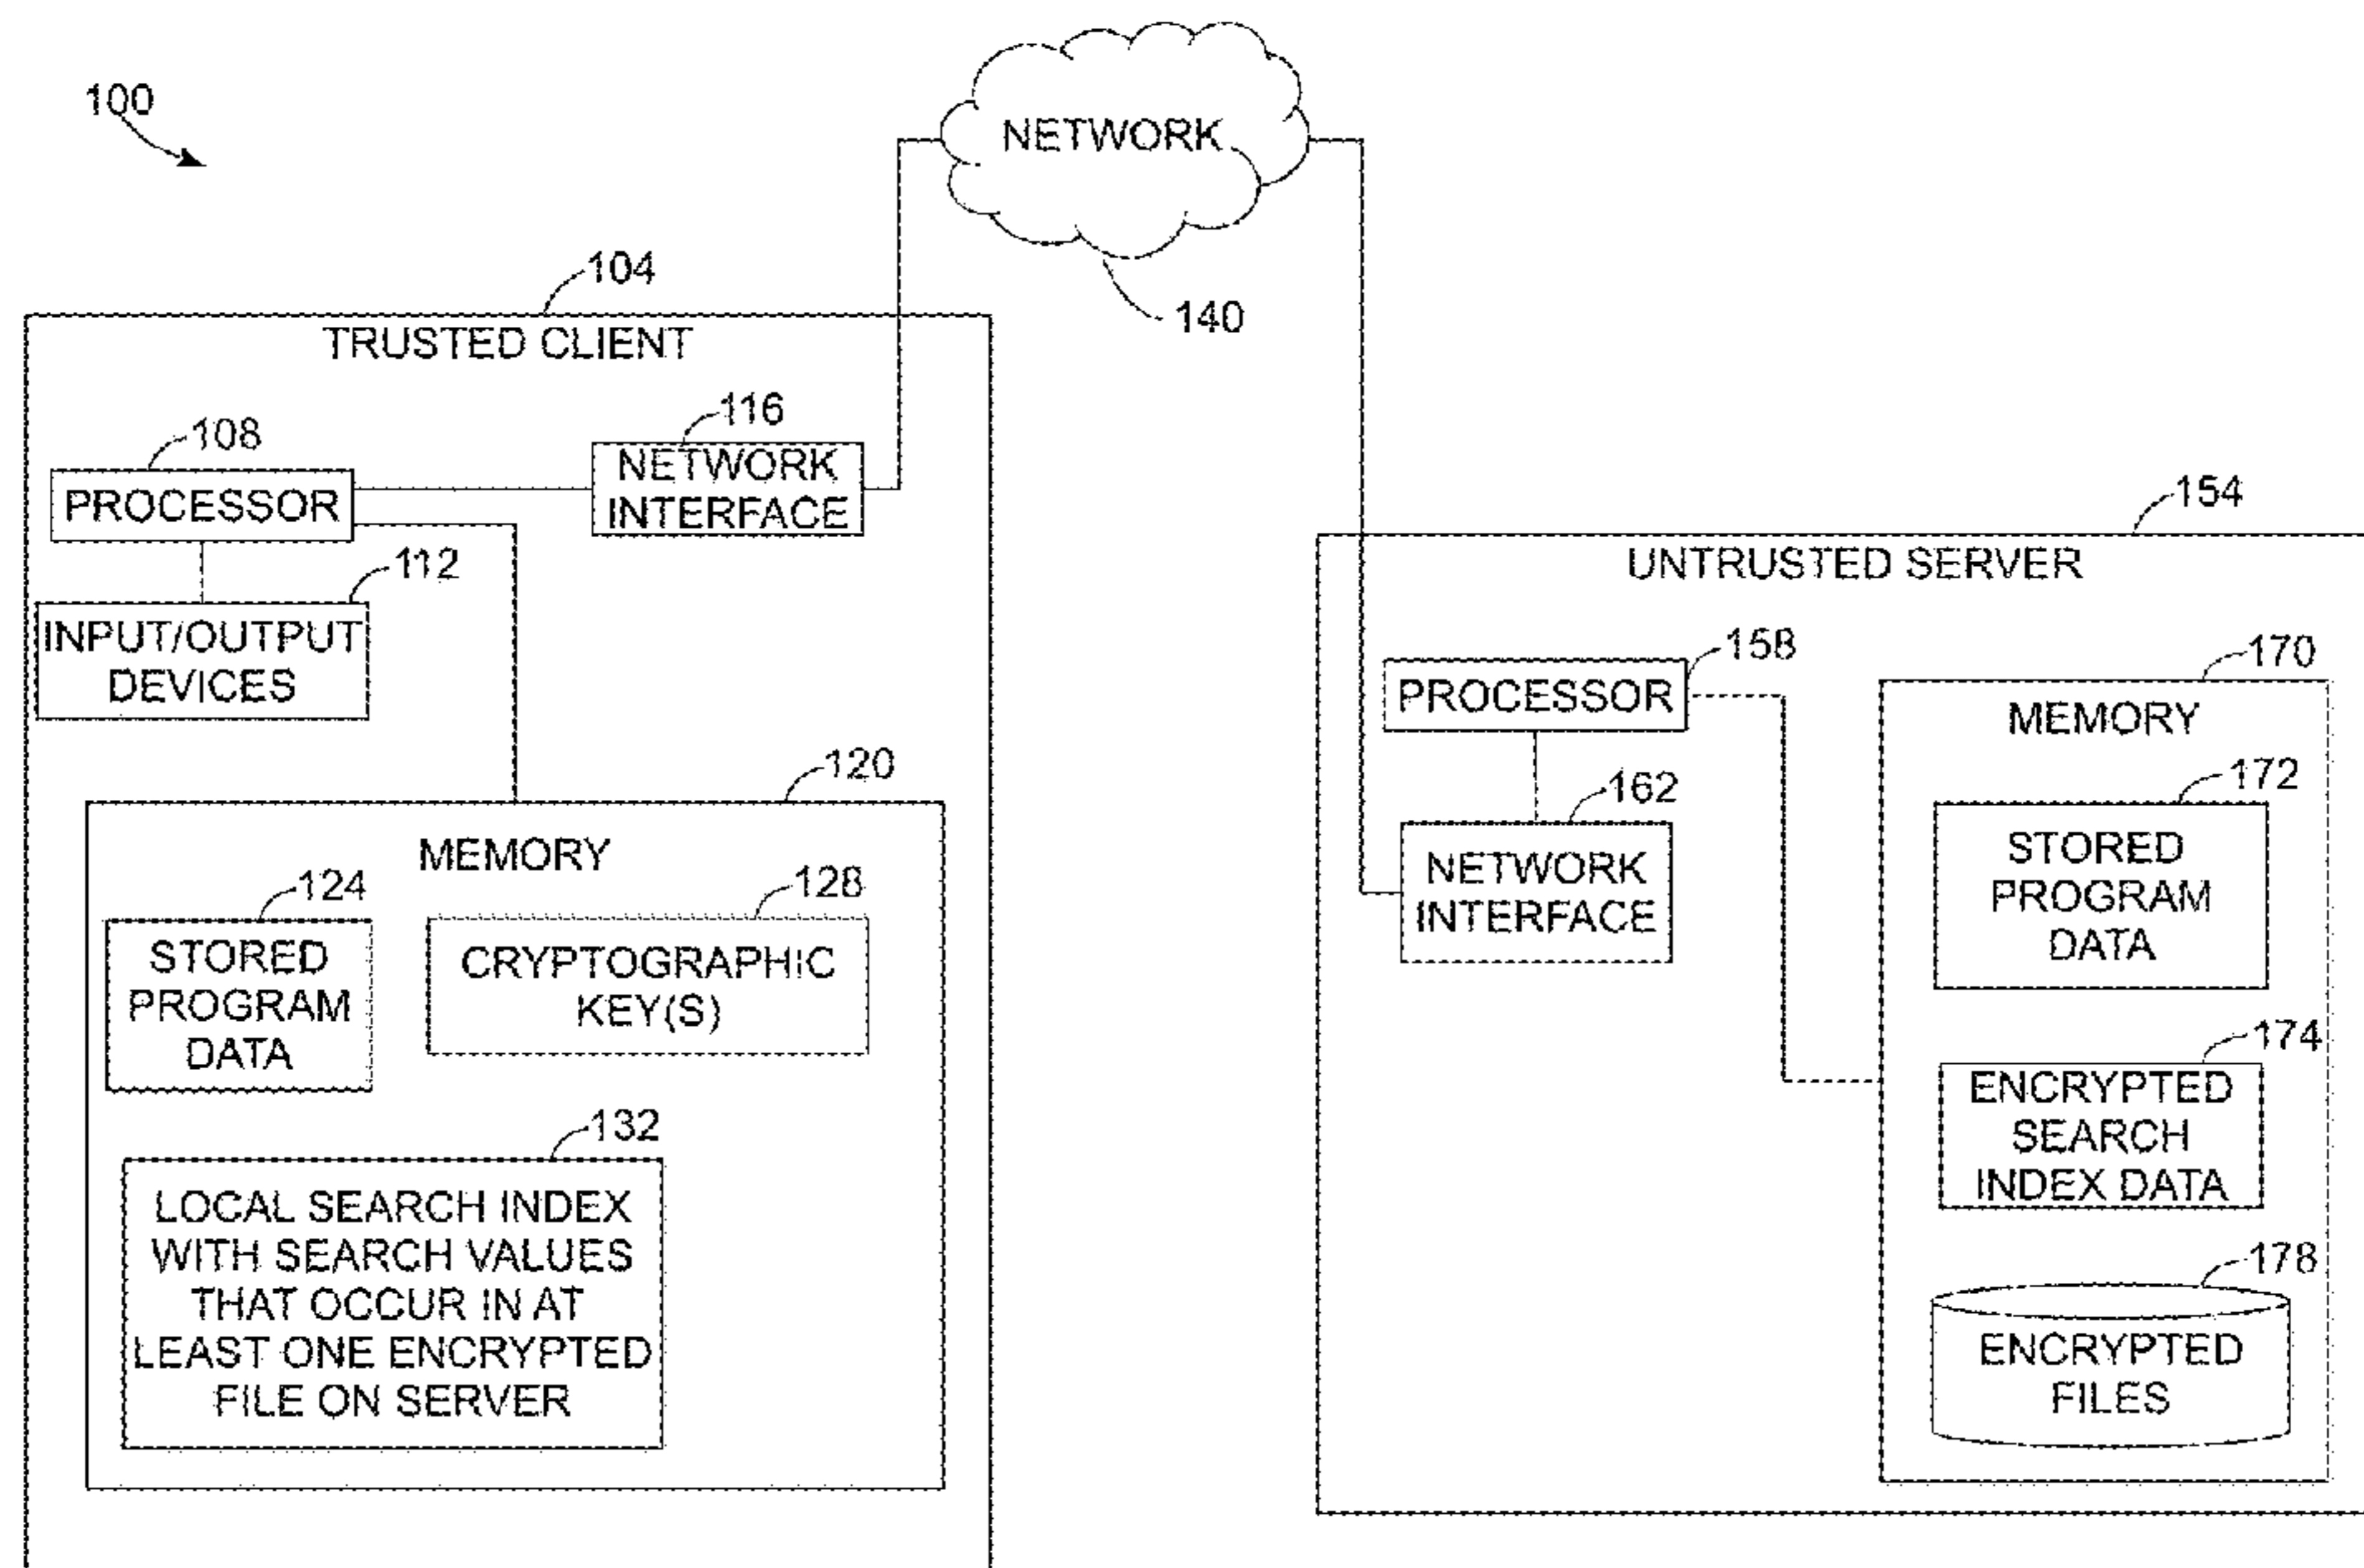 100
NETWORK
140
104
TRUSTED CLIENT
108
PROCESSOR
116
NETWORK
INTERFACE
112
INPUT/OUTPUT
DEVICES
120
MEMORY
124
STORED
PROGRAM
DATA
128
CRYPTOGRAPHIC
KEY(S)
132
LOCAL SEARCH INDEX
WITH SEARCH VALUES
THAT OCCUR IN AT
LEAST ONE ENCRYPTED
FILE ON SERVER
154
UNTRUSTED SERVER
158
PROCESSOR
162
NETWORK
INTERFACE
170
MEMORY
172
STORED
PROGRAM
DATA
174
ENCRYPTED
SEARCH
INDEX DATA
178
ENCRYPTED
FILES